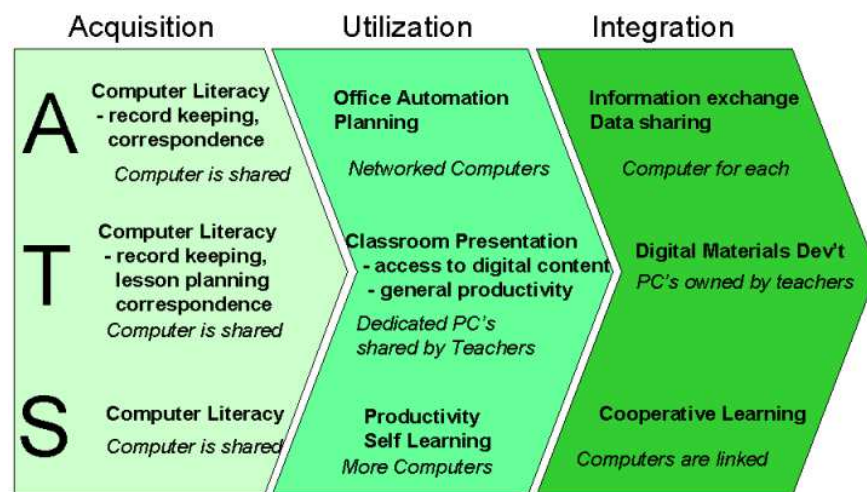 Acquisition
Utilization
Integration
A
Computer Literacy
- record keeping,
correspondence
Computer is shared
Office Automation
Planning
Networked Computers
Information exchange
Data sharing
Computer for each
T
Computer Literacy
- record keeping,
lesson planning
correspondence
Computer is shared
Classroom Presentation
- access to digital content
- general productivity
Dedicated PC's
shared by Teachers
Digital Materials Dev't
PC's owned by teachers
S
Computer Literacy
Computer is shared
Productivity
Self Learning
More Computers
Cooperative Learning
Computers are linked